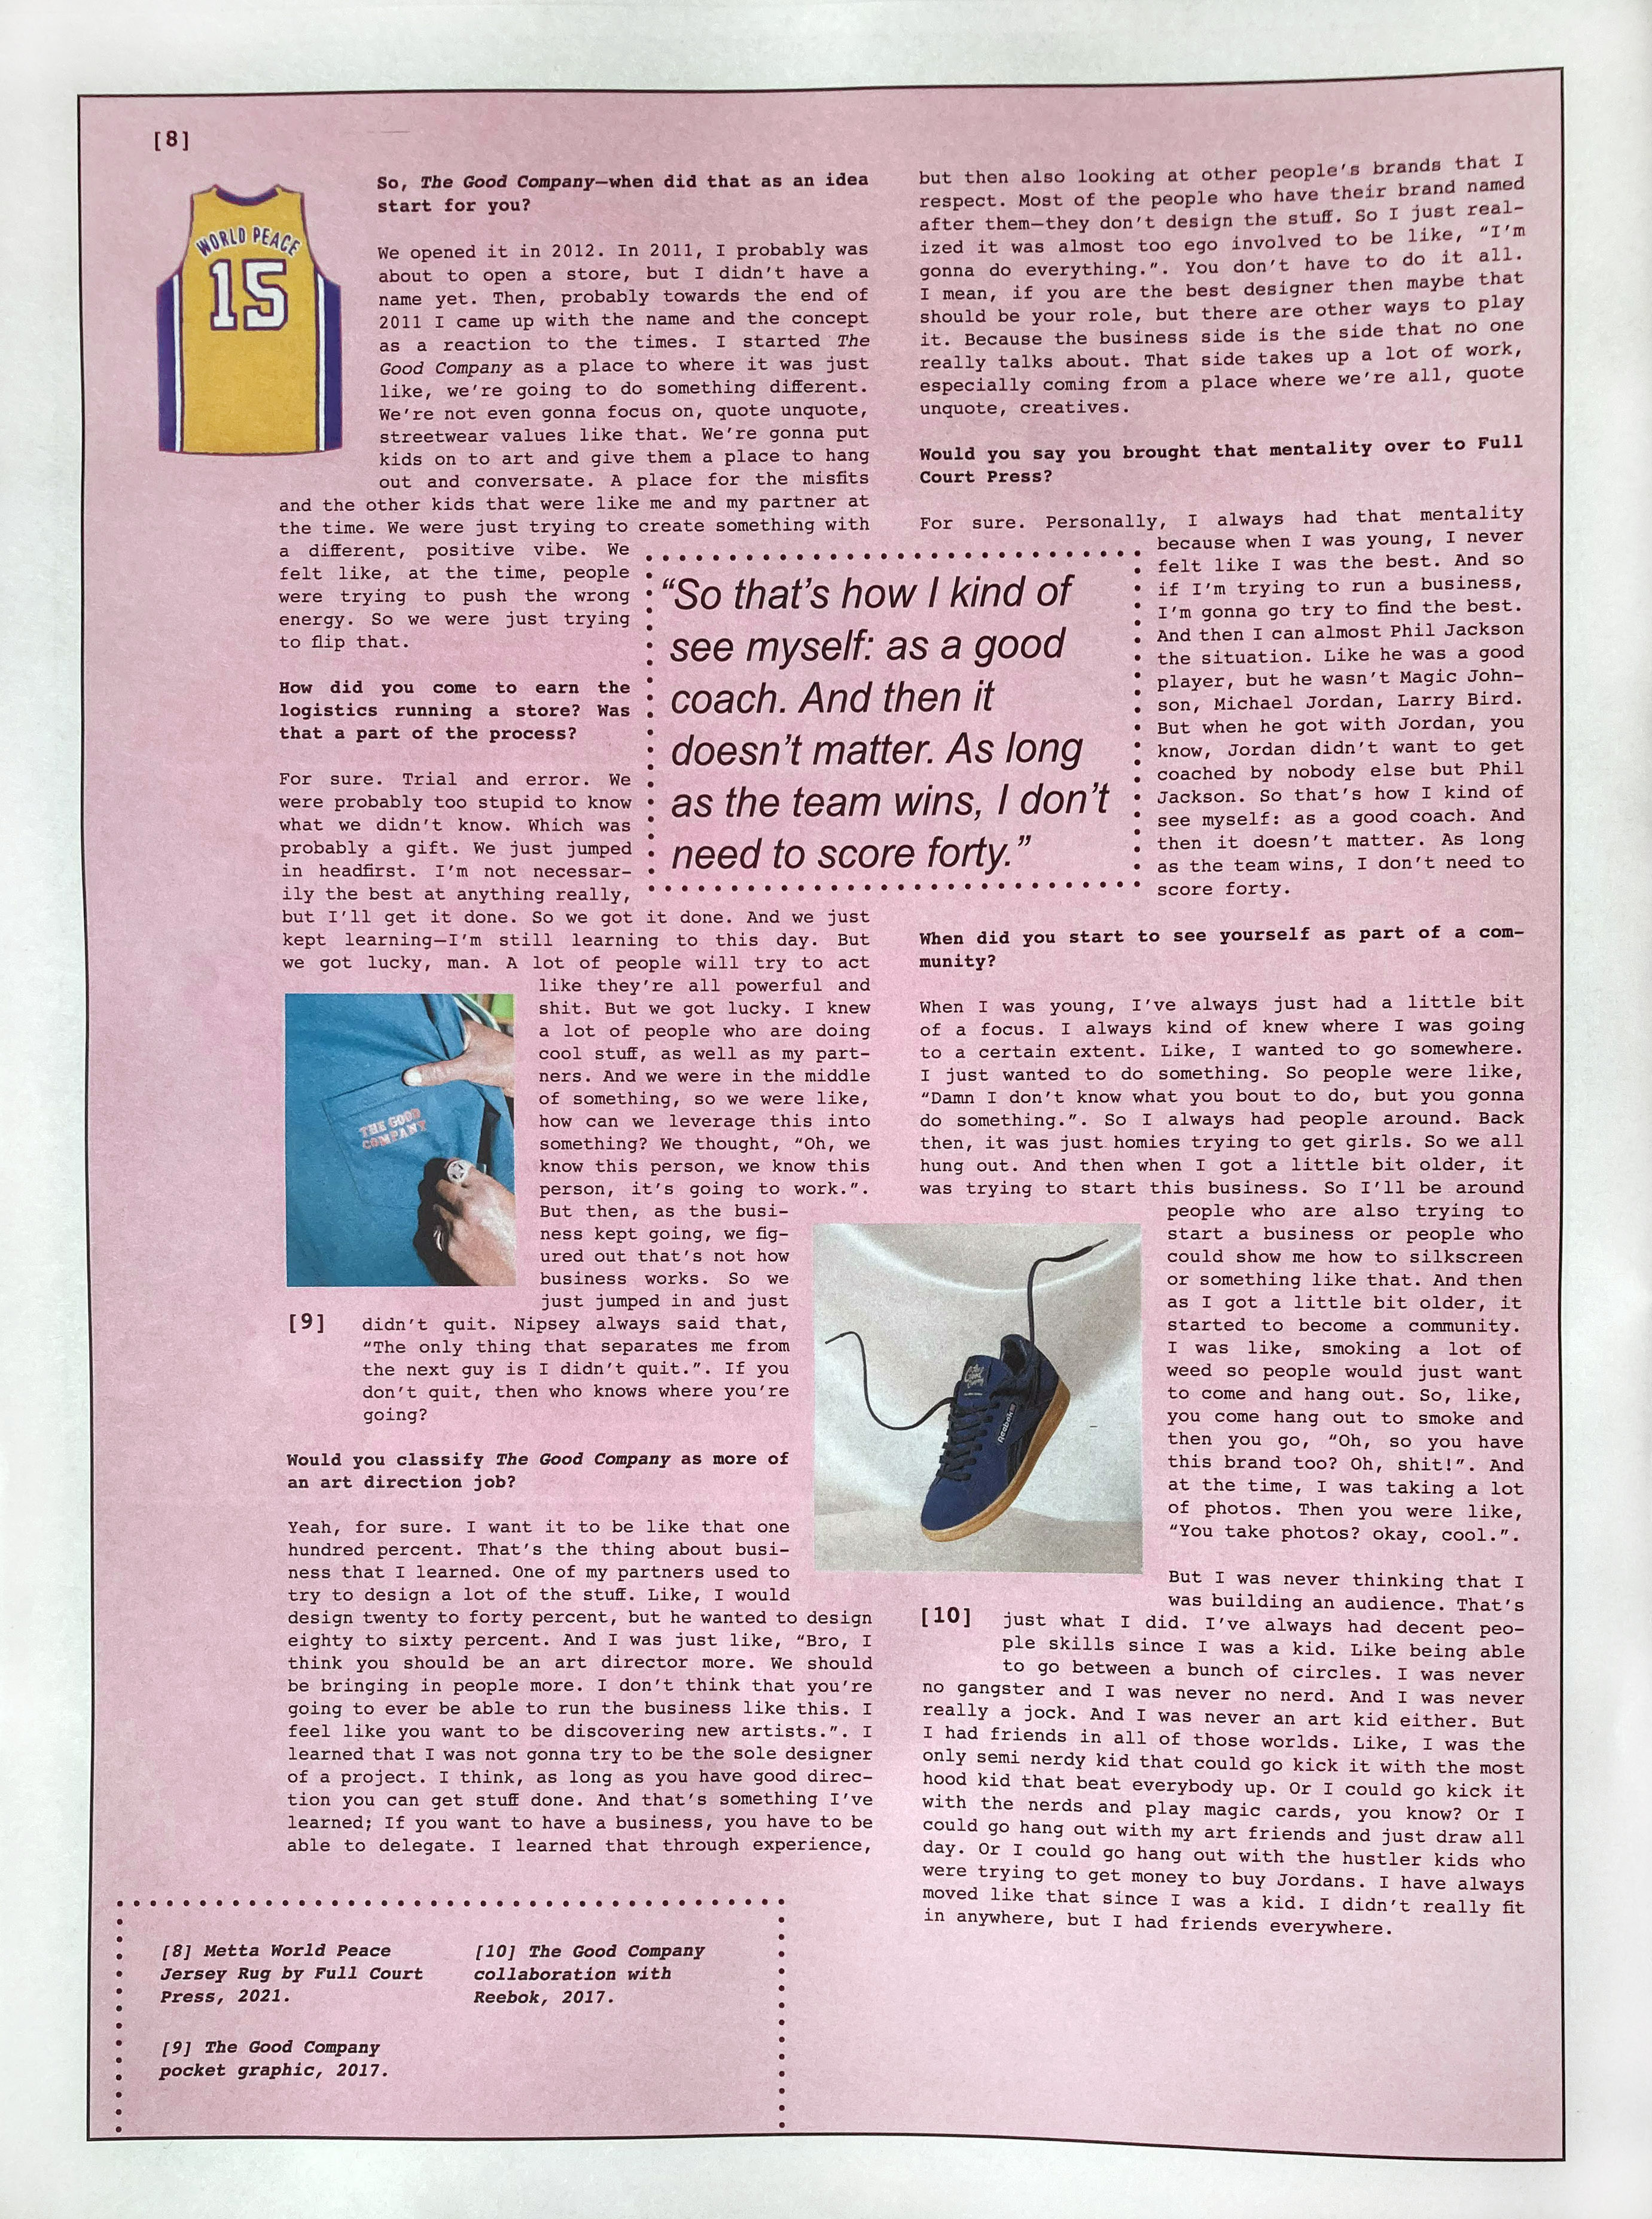 [8]
WORLD PEACE
15
So, The Good Company—when did that as an idea
start for you?
We opened it in 2012. In 2011, I probably was
about to open a store, but I didn't have a
name yet. Then, probably towards the end of
2011 I came up with the name and the concept
as a reaction to the times. I started The
Good Company as a place to where it was just
like, we're going to do something different.
We're not even gonna focus on, quote unquote,
streetwear values like that. We're gonna put
kids on to art and give them a place to hang
out and conversate. A place for the misfits
and the other kids that were like me and my partner at
the time. We were just trying to create something with
a different, positive vibe. We
felt like, at the time, people
were trying to push the wrong
energy. So we were just trying
to flip that.
How did you come to earn the
logistics running a store? Was
that a part of the process?
For sure. Trial and error. We
were probably too stupid to know
what we didn't know. Which was
probably a gift. We just jumped
in headfirst. I'm not necessar-
ily the best at anything really,
but I'll get it done. So we got it done. And we just
kept learning—I'm still learning to this day. But
we got lucky, man. A lot of people will try to act
like they're all powerful and
shit. But we got lucky. I knew
a lot of people who are doing
cool stuff, as well as my part-
ners. And we were in the middle
of something, so we were like,
how can we leverage this into
something? We thought, “Oh, we
know this person, we know this
person, it's going to work.”.
But then, as the busi-
ness kept going, we fig-
ured out that's not how
business works. So we
just jumped in and just
didn't quit. Nipsey always said that,
“The only thing that separates me from
the next guy is I didn't quit.”. If you
don't quit, then who knows where you're
going?
THE GOOD
COMPANY
[9]
Would you classify The Good Company as more of
an art direction job?
Yeah, for sure. I want it to be like that one
hundred percent. That's the thing about busi-
ness that I learned. One of my partners used to
try to design a lot of the stuff. Like, I would
design twenty to forty percent, but he wanted to design
eighty to sixty percent. And I was just like, “Bro, I
think you should be an art director more. We should
be bringing in people more. I don't think that you're
going to ever be able to run the business like this. I
feel like you want to be discovering new artists.”. I
learned that I was not gonna try to be the sole designer
of a project. I think, as long as you have good direc-
tion you can get stuff done. And that's something I've
learned; If you want to have a business, you have to be
able to delegate. I learned that through experience,
but then also looking at other people's brands that I
respect. Most of the people who have their brand named
after them—they don't design the stuff. So I just real-
ized it was almost too ego involved to be like, “I'm
gonna do everything.”. You don't have to do it all.
I mean, if you are the best designer then maybe that
should be your role, but there are other ways to play
it. Because the business side is the side that no one
really talks about. That side takes up a lot of work,
especially coming from a place where we're all, quote
unquote, creatives.
Would you say you brought that mentality over to Full
Court Press?
For sure. Personally, I always had that mentality
because when I was young, I never
felt like I was the best. And so
if I'm trying to run a business,
I'm gonna go try to find the best.
And then I can almost Phil Jackson
the situation. Like he was a good
player, but he wasn't Magic John-
son, Michael Jordan, Larry Bird.
But when he got with Jordan, you
know, Jordan didn't want to get
coached by nobody else but Phil
Jackson. So that's how I kind of
see myself: as a good coach. And
then it doesn't matter. As long
as the team wins, I don't need to
score forty.
“So that's how I kind of
see myself: as a good
coach. And then it
doesn't matter. As long
as the team wins, I don't
need to score forty.”
When did you start to see yourself as part of a com-
munity?
When I was young, I've always just had a little bit
of a focus. I always kind of knew where I was going
to a certain extent. Like, I wanted to go somewhere.
I just wanted to do something. So people were like,
“Damn I don't know what you bout to do, but you gonna
do something.”. So I always had people around. Back
then, it was just homies trying to get girls. So we all
hung out. And then when I got a little bit older, it
was trying to start this business. So I'll be around
people who are also trying to
start a business or people who
could show me how to silkscreen
or something like that. And then
as I got a little bit older, it
started to become a community.
I was like, smoking a lot of
weed so people would just want
to come and hang out. So, like,
you come hang out to smoke and
then you go, “Oh, so you have
this brand too? Oh, shit!”. And
at the time, I was taking a lot
of photos. Then you were like,
“You take photos? okay, cool.”.
Reebok
[10]
But I was never thinking that I
was building an audience. That's
just what I did. I've always had decent peo-
ple skills since I was a kid. Like being able
to go between a bunch of circles. I was never
no gangster and I was never no nerd. And I was never
really a jock. And I was never an art kid either. But
I had friends in all of those worlds. Like, I was the
only semi nerdy kid that could go kick it with the most
hood kid that beat everybody up. Or I could go kick it
with the nerds and play magic cards, you know? Or I
could go hang out with my art friends and just draw all
day. Or I could go hang out with the hustler kids who
were trying to get money to buy Jordans. I have always
moved like that since I was a kid. I didn't really fit
in anywhere, but I had friends everywhere.
[8] Metta World Peace
Jersey Rug by Full Court
Press, 2021.
[9] The Good Company
pocket graphic, 2017.
[10] The Good Company
collaboration with
Reebok, 2017.